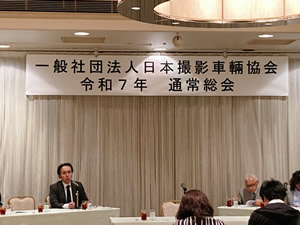 一般社団法人日本撮影車輛協会
令和７年　通常総会